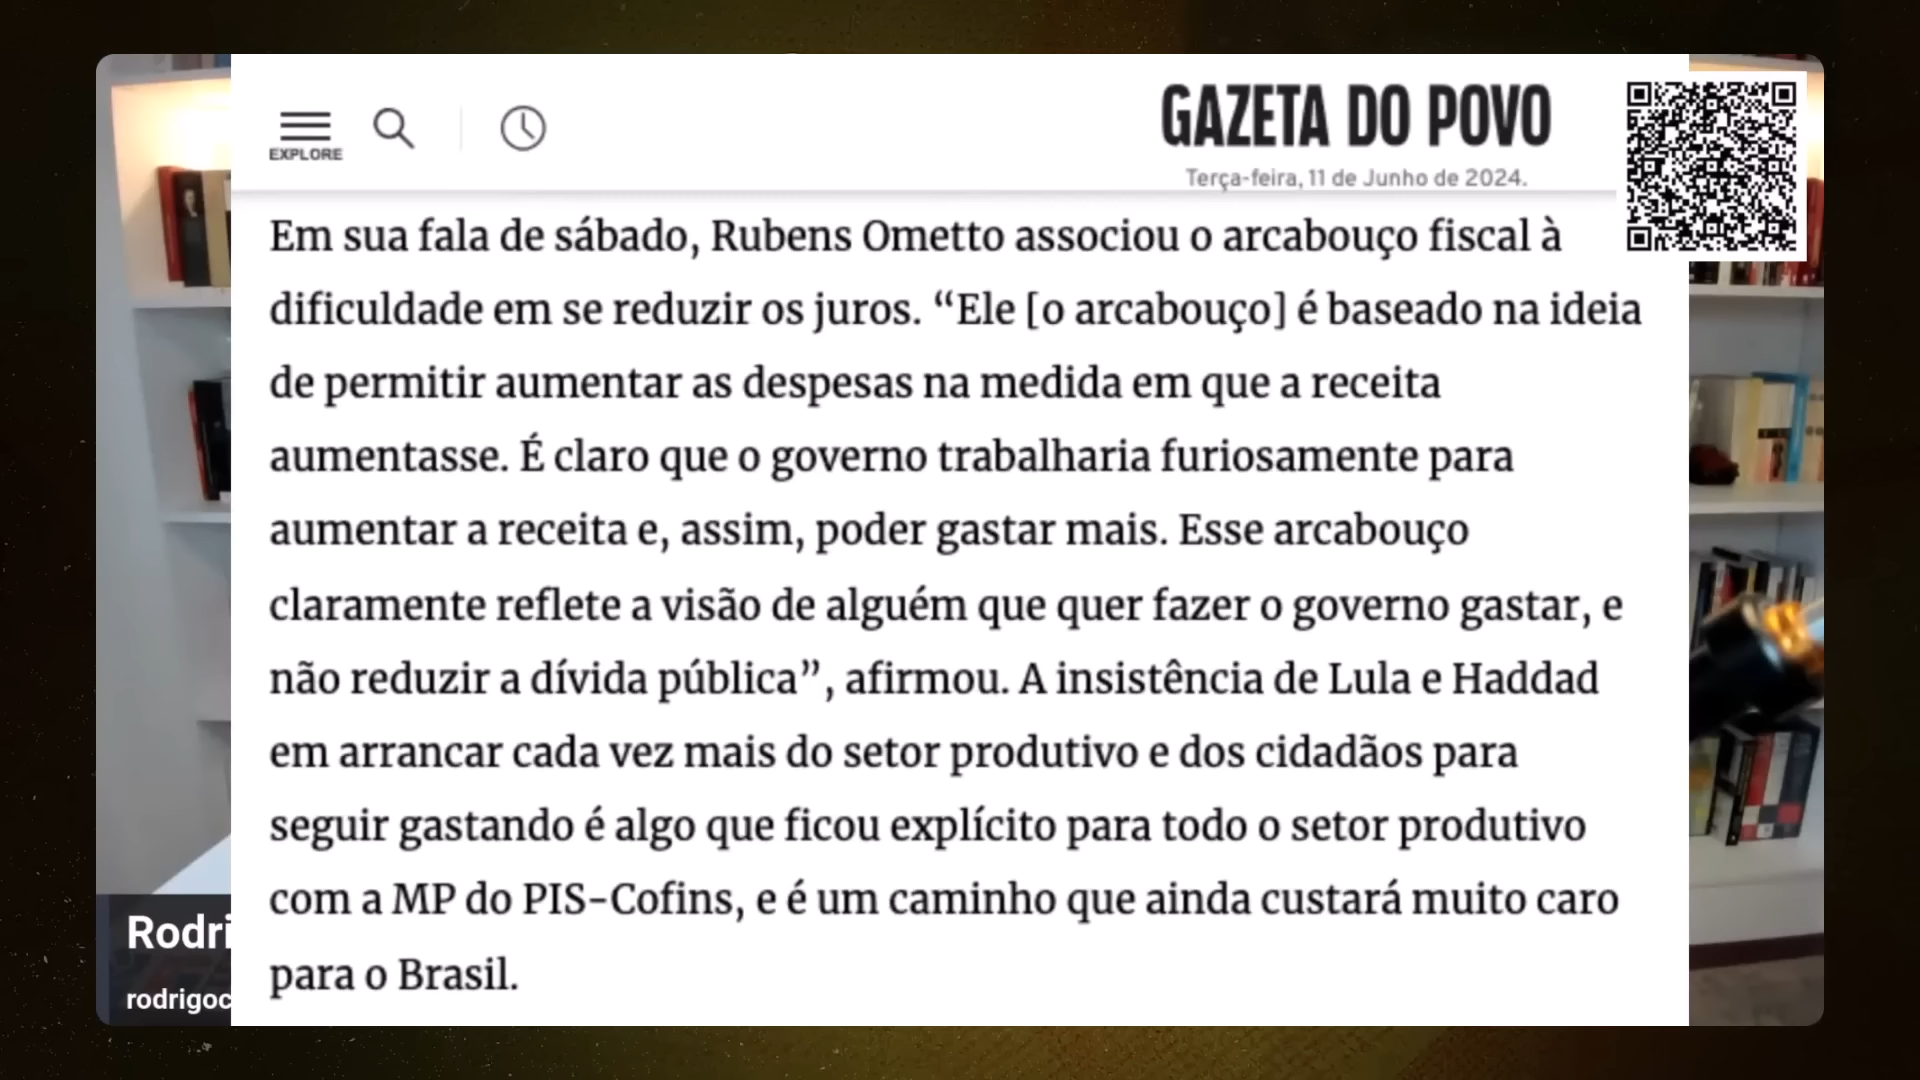 EXPLORE
GAZETA DO POVO
Terça-feira, 11 de Junho de 2024.
Em sua fala de sábado, Rubens Ometto associou o arcabouço fiscal à
dificuldade em se reduzir os juros. “Ele [o arcabouço] é baseado na ideia
de permitir aumentar as despesas na medida em que a receita
aumentasse. É claro que o governo trabalharia furiosamente para
aumentar a receita e, assim, poder gastar mais. Esse arcabouço
claramente reflete a visão de alguém que quer fazer o governo gastar, e
não reduzir a dívida pública”, afirmou. A insistência de Lula e Haddad
em arrancar cada vez mais do setor produtivo e dos cidadãos para
seguir gastando é algo que ficou explícito para todo o setor produtivo
com a MP do PIS-Cofins, e é um caminho que ainda custará muito caro
para o Brasil.
Rodri
rodrigoc